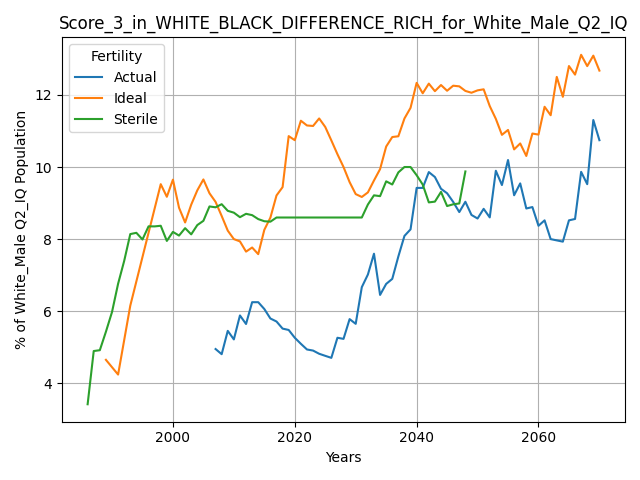 Score_3_in_WHITE_BLACK_DIFFERENCE_RICH_for_White_Male_Q2_IQ
Fertility
Actual
Ideal
Sterile
% of White_Male Q2_IQ Population
12
10
8
6
4
2000
2020
2040
2060
Years